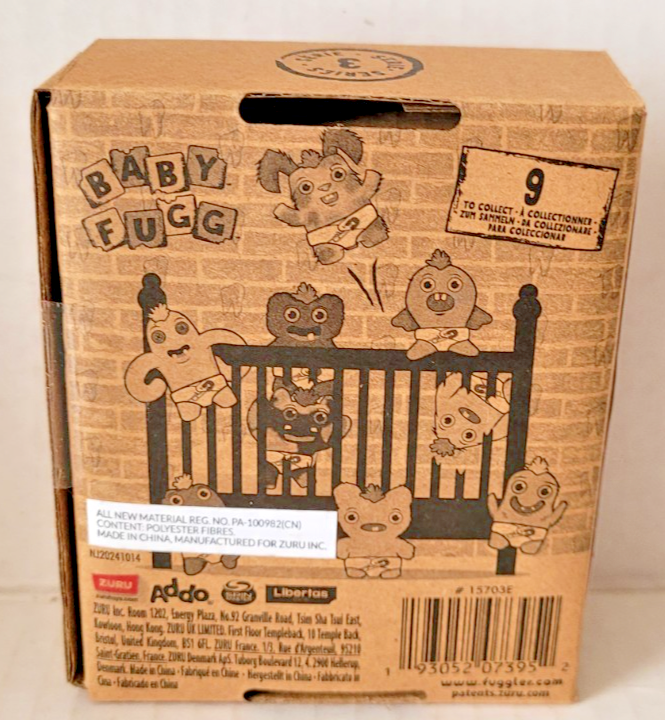 SERIES 3
BABY
FUGG
9
TO COLLECT · À COLLECTIONNER ·
ZUM SAMMELN · DA COLLEZIONARE ·
PARA COLECCIONAR
ALL NEW MATERIAL REG. NO. PA-100982(CN)
CONTENT: POLYESTER FIBRES.
MADE IN CHINA, MANUFACTURED FOR ZURU INC.
NJ20241014
ZURU
Addo
SPIN MASTER
Libertas
# 15703E
ZURU Inc. Room 1202, Energy Plaza, No.92 Granville Road, Tsim Sha Tsui East,
Kowloon, Hong Kong. ZURU UK LIMITED. First Floor Templeback, 10 Temple Back,
Bristol, United Kingdom, BS1 6FL. ZURU France. 1/3, Rue d'Argenteuil, 95210
Saint-Gratien, France. ZURU Denmark ApS. Tuborg Boulevard 12, 4, 2900 Hellerup,
Denmark. Made in China · Fabriqué en Chine · Hergestellt in China · Fabbricata in
Cina · Fabricado en China
1 93052 07395 2
www.fuggler.com
patents.zuru.com